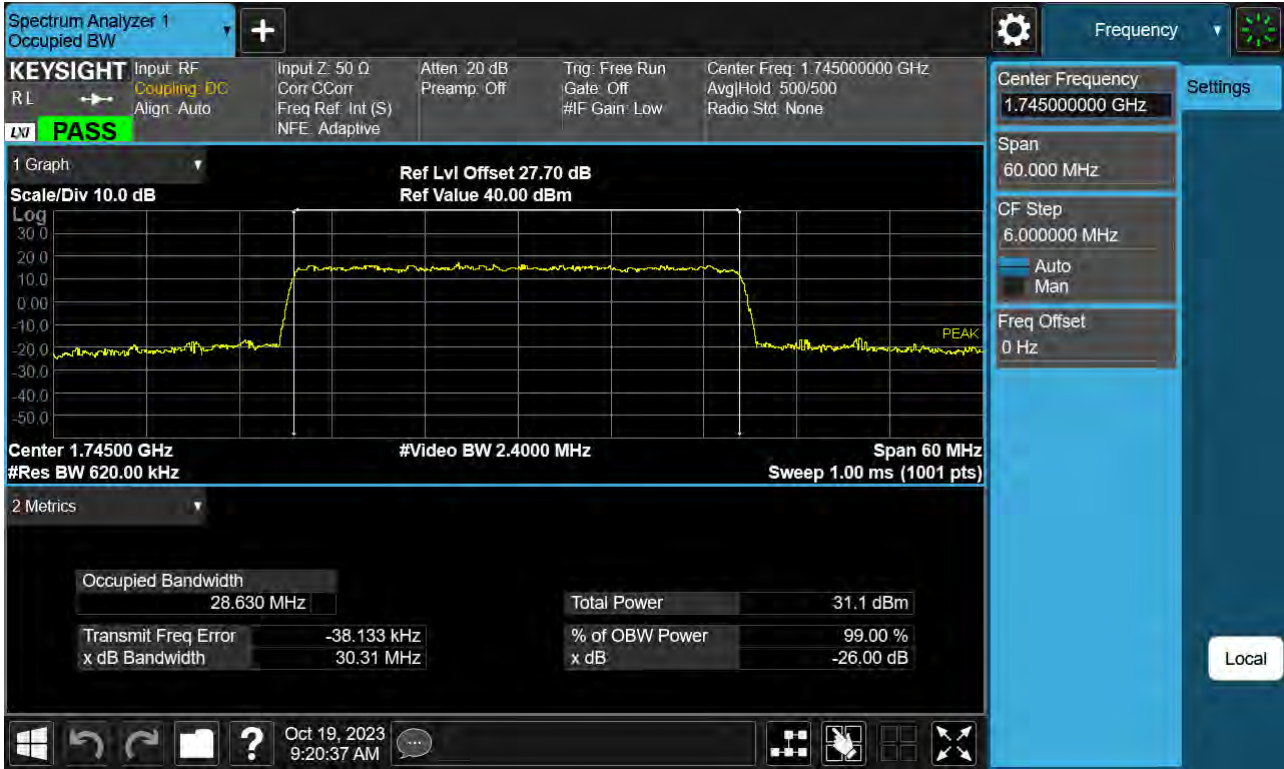 Spectrum Analyzer 1
Occupied BW
Frequency
KEYSIGHT
R L
LXI
PASS
Input: RF
Coupling: DC
Align: Auto
Input Z: 50 Ω
Corr CCorr
Freq Ref: Int (S)
NFE: Adaptive
Atten: 20 dB
Preamp: Off
Trig: Free Run
Gate: Off
#IF Gain: Low
Center Freq: 1.745000000 GHz
Avg|Hold: 500/500
Radio Std: None
Center Frequency
1.745000000 GHz
Settings
Span
60.000 MHz
CF Step
6.000000 MHz
Auto
Man
Freq Offset
0 Hz
Local
1 Graph
Scale/Div 10.0 dB
Ref Lvl Offset 27.70 dB
Ref Value 40.00 dBm
Log
30.0
20.0
10.0
0.00
-10.0
-20.0
-30.0
-40.0
-50.0
PEAK
Center 1.74500 GHz
#Video BW 2.4000 MHz
Span 60 MHz
#Res BW 620.00 kHz
Sweep 1.00 ms (1001 pts)
2 Metrics
Occupied Bandwidth
28.630 MHz
Total Power 31.1 dBm
Transmit Freq Error -38.133 kHz
% of OBW Power 99.00 %
x dB Bandwidth 30.31 MHz
x dB -26.00 dB
?
Oct 19, 2023
9:20:37 AM